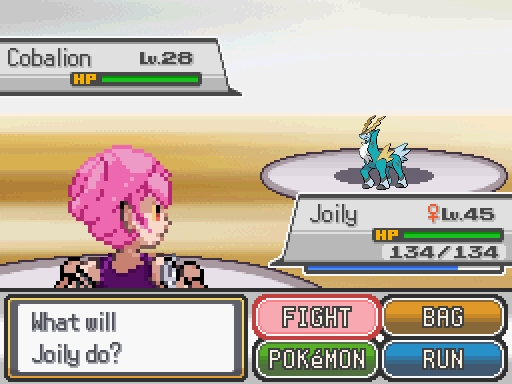 Cobalion Lv.28
HP
Joily ♀Lv.45
HP
134/134
What will
Joily do?
FIGHT
BAG
POKéMON
RUN